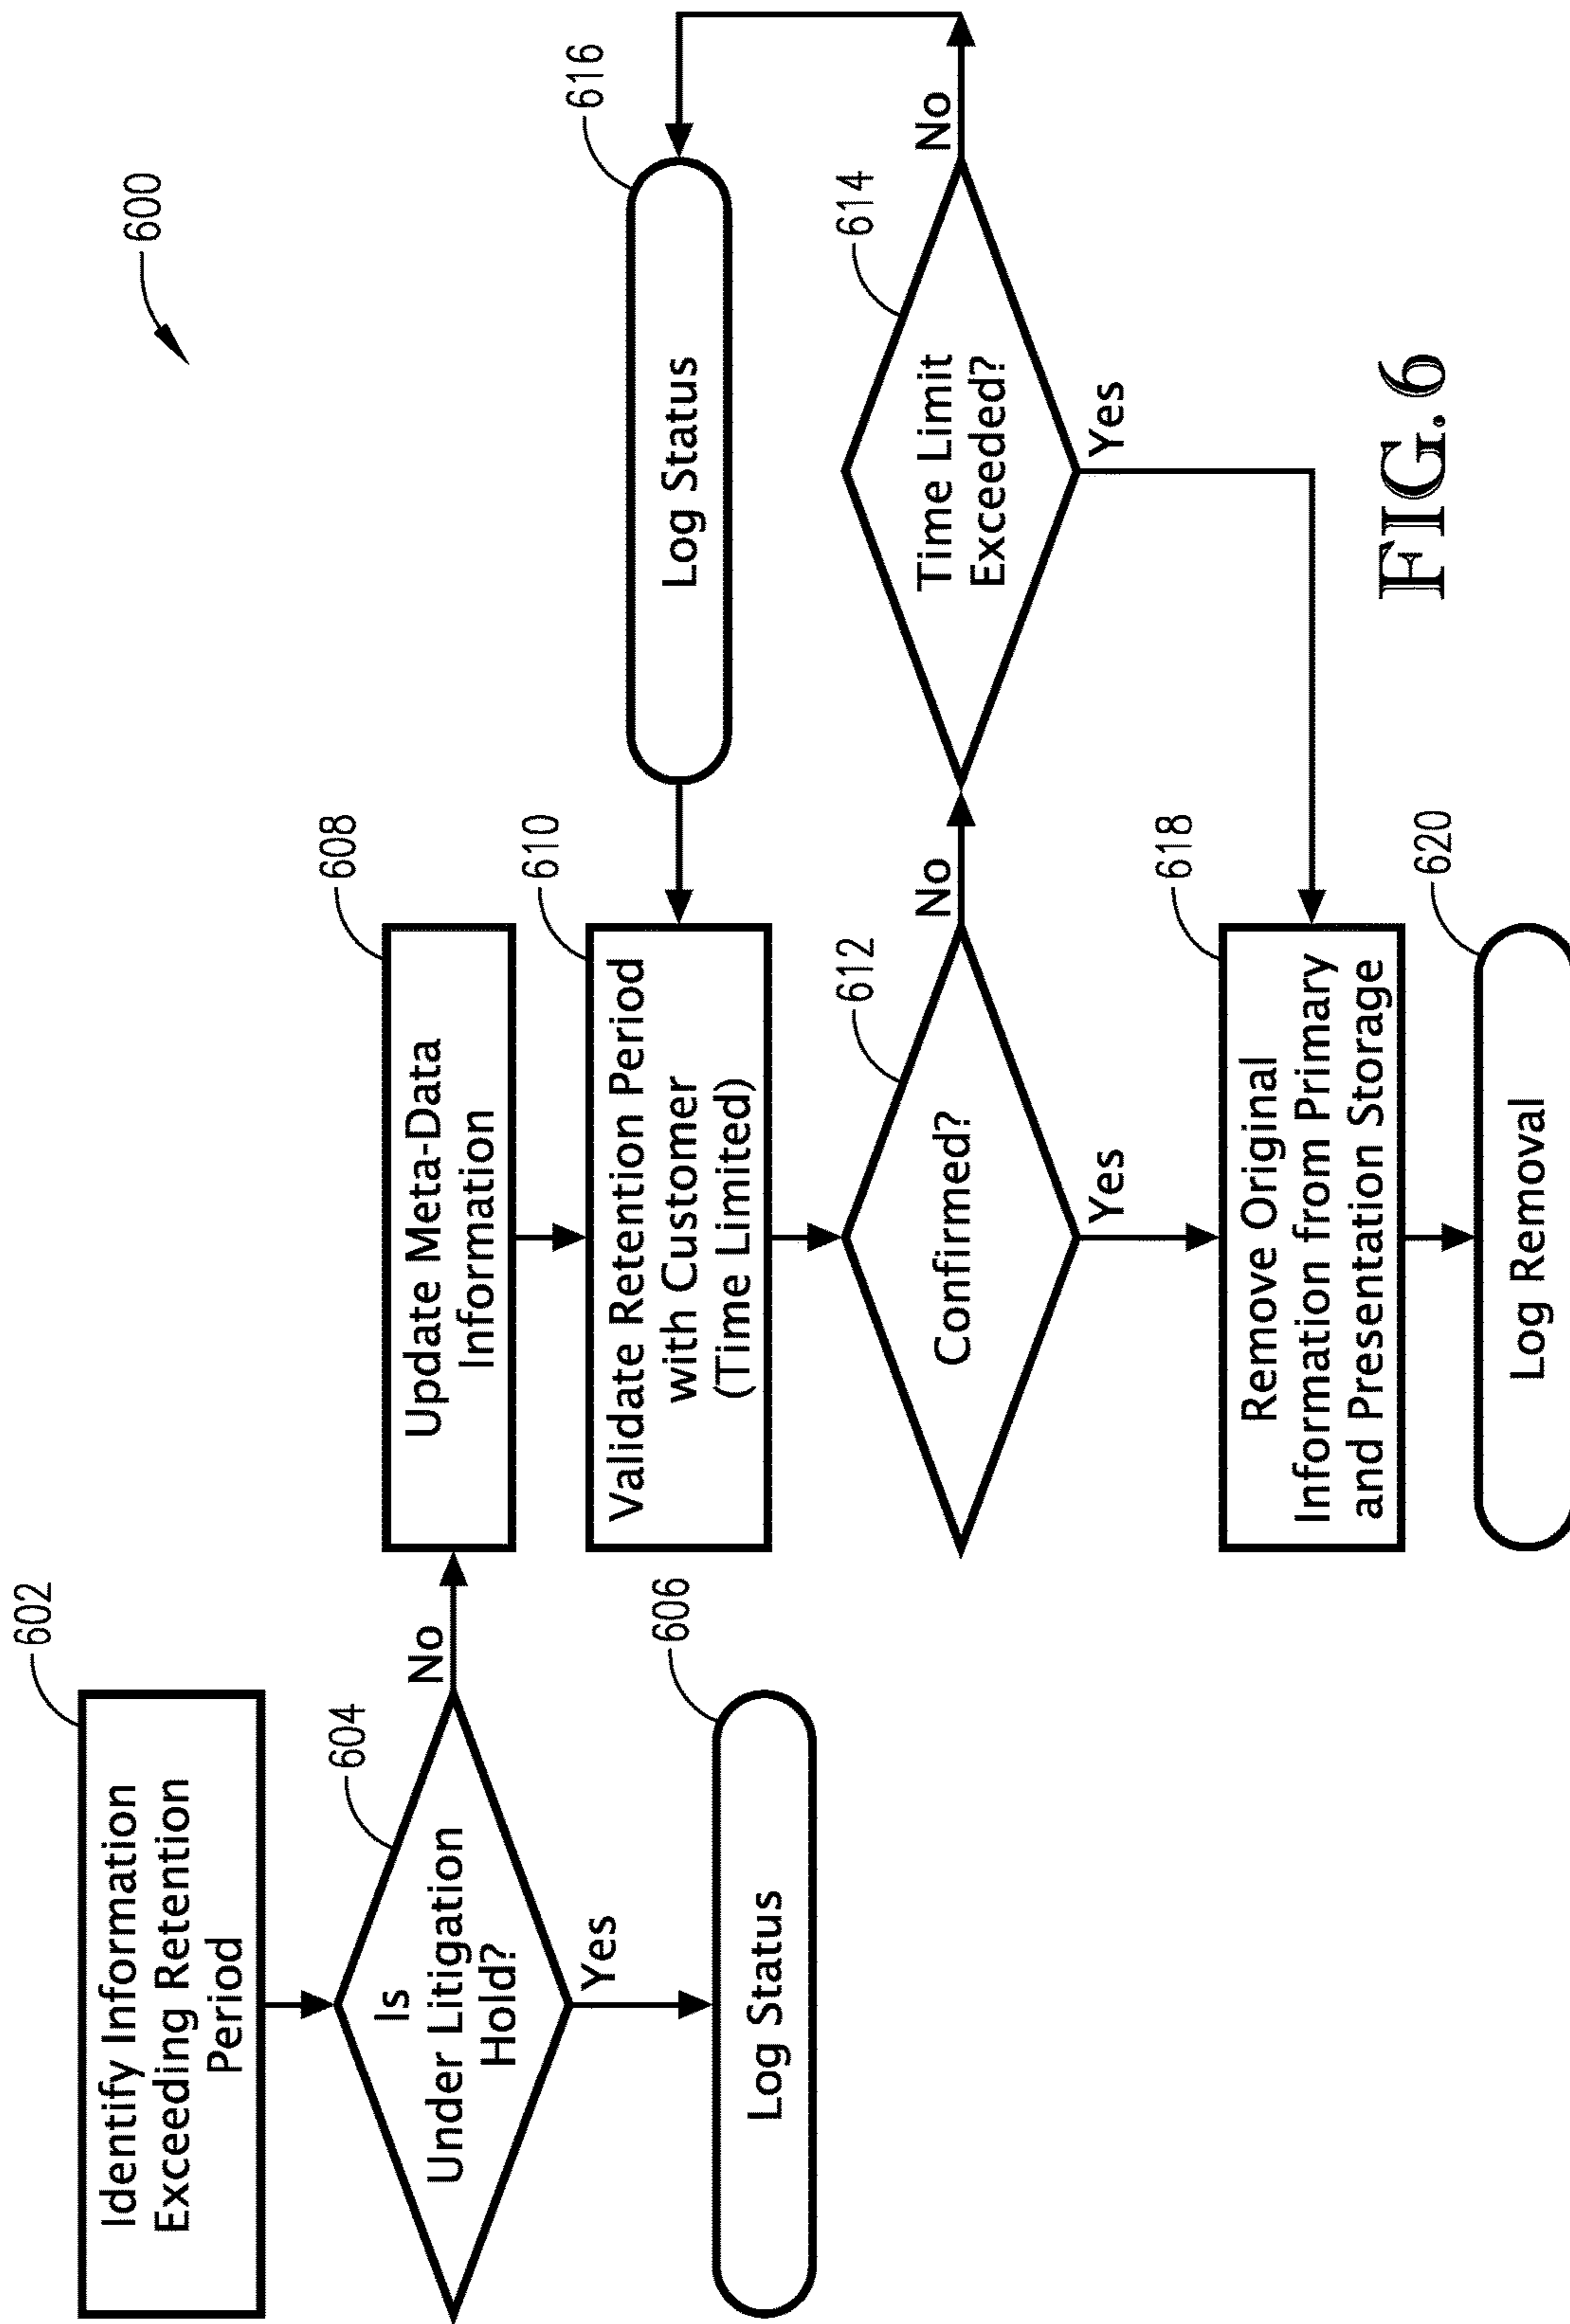 600
602
Identify Information
Exceeding Retention
Period
604
Is
Under Litigation
Hold?
No
Yes
606
Log Status
608
Update Meta-Data
Information
610
Validate Retention Period
with Customer
(Time Limited)
612
Confirmed?
No
Yes
614
Time Limit
Exceeded?
No
Yes
616
Log Status
618
Remove Original
Information from Primary
and Presentation Storage
620
Log Removal
FIG. 6